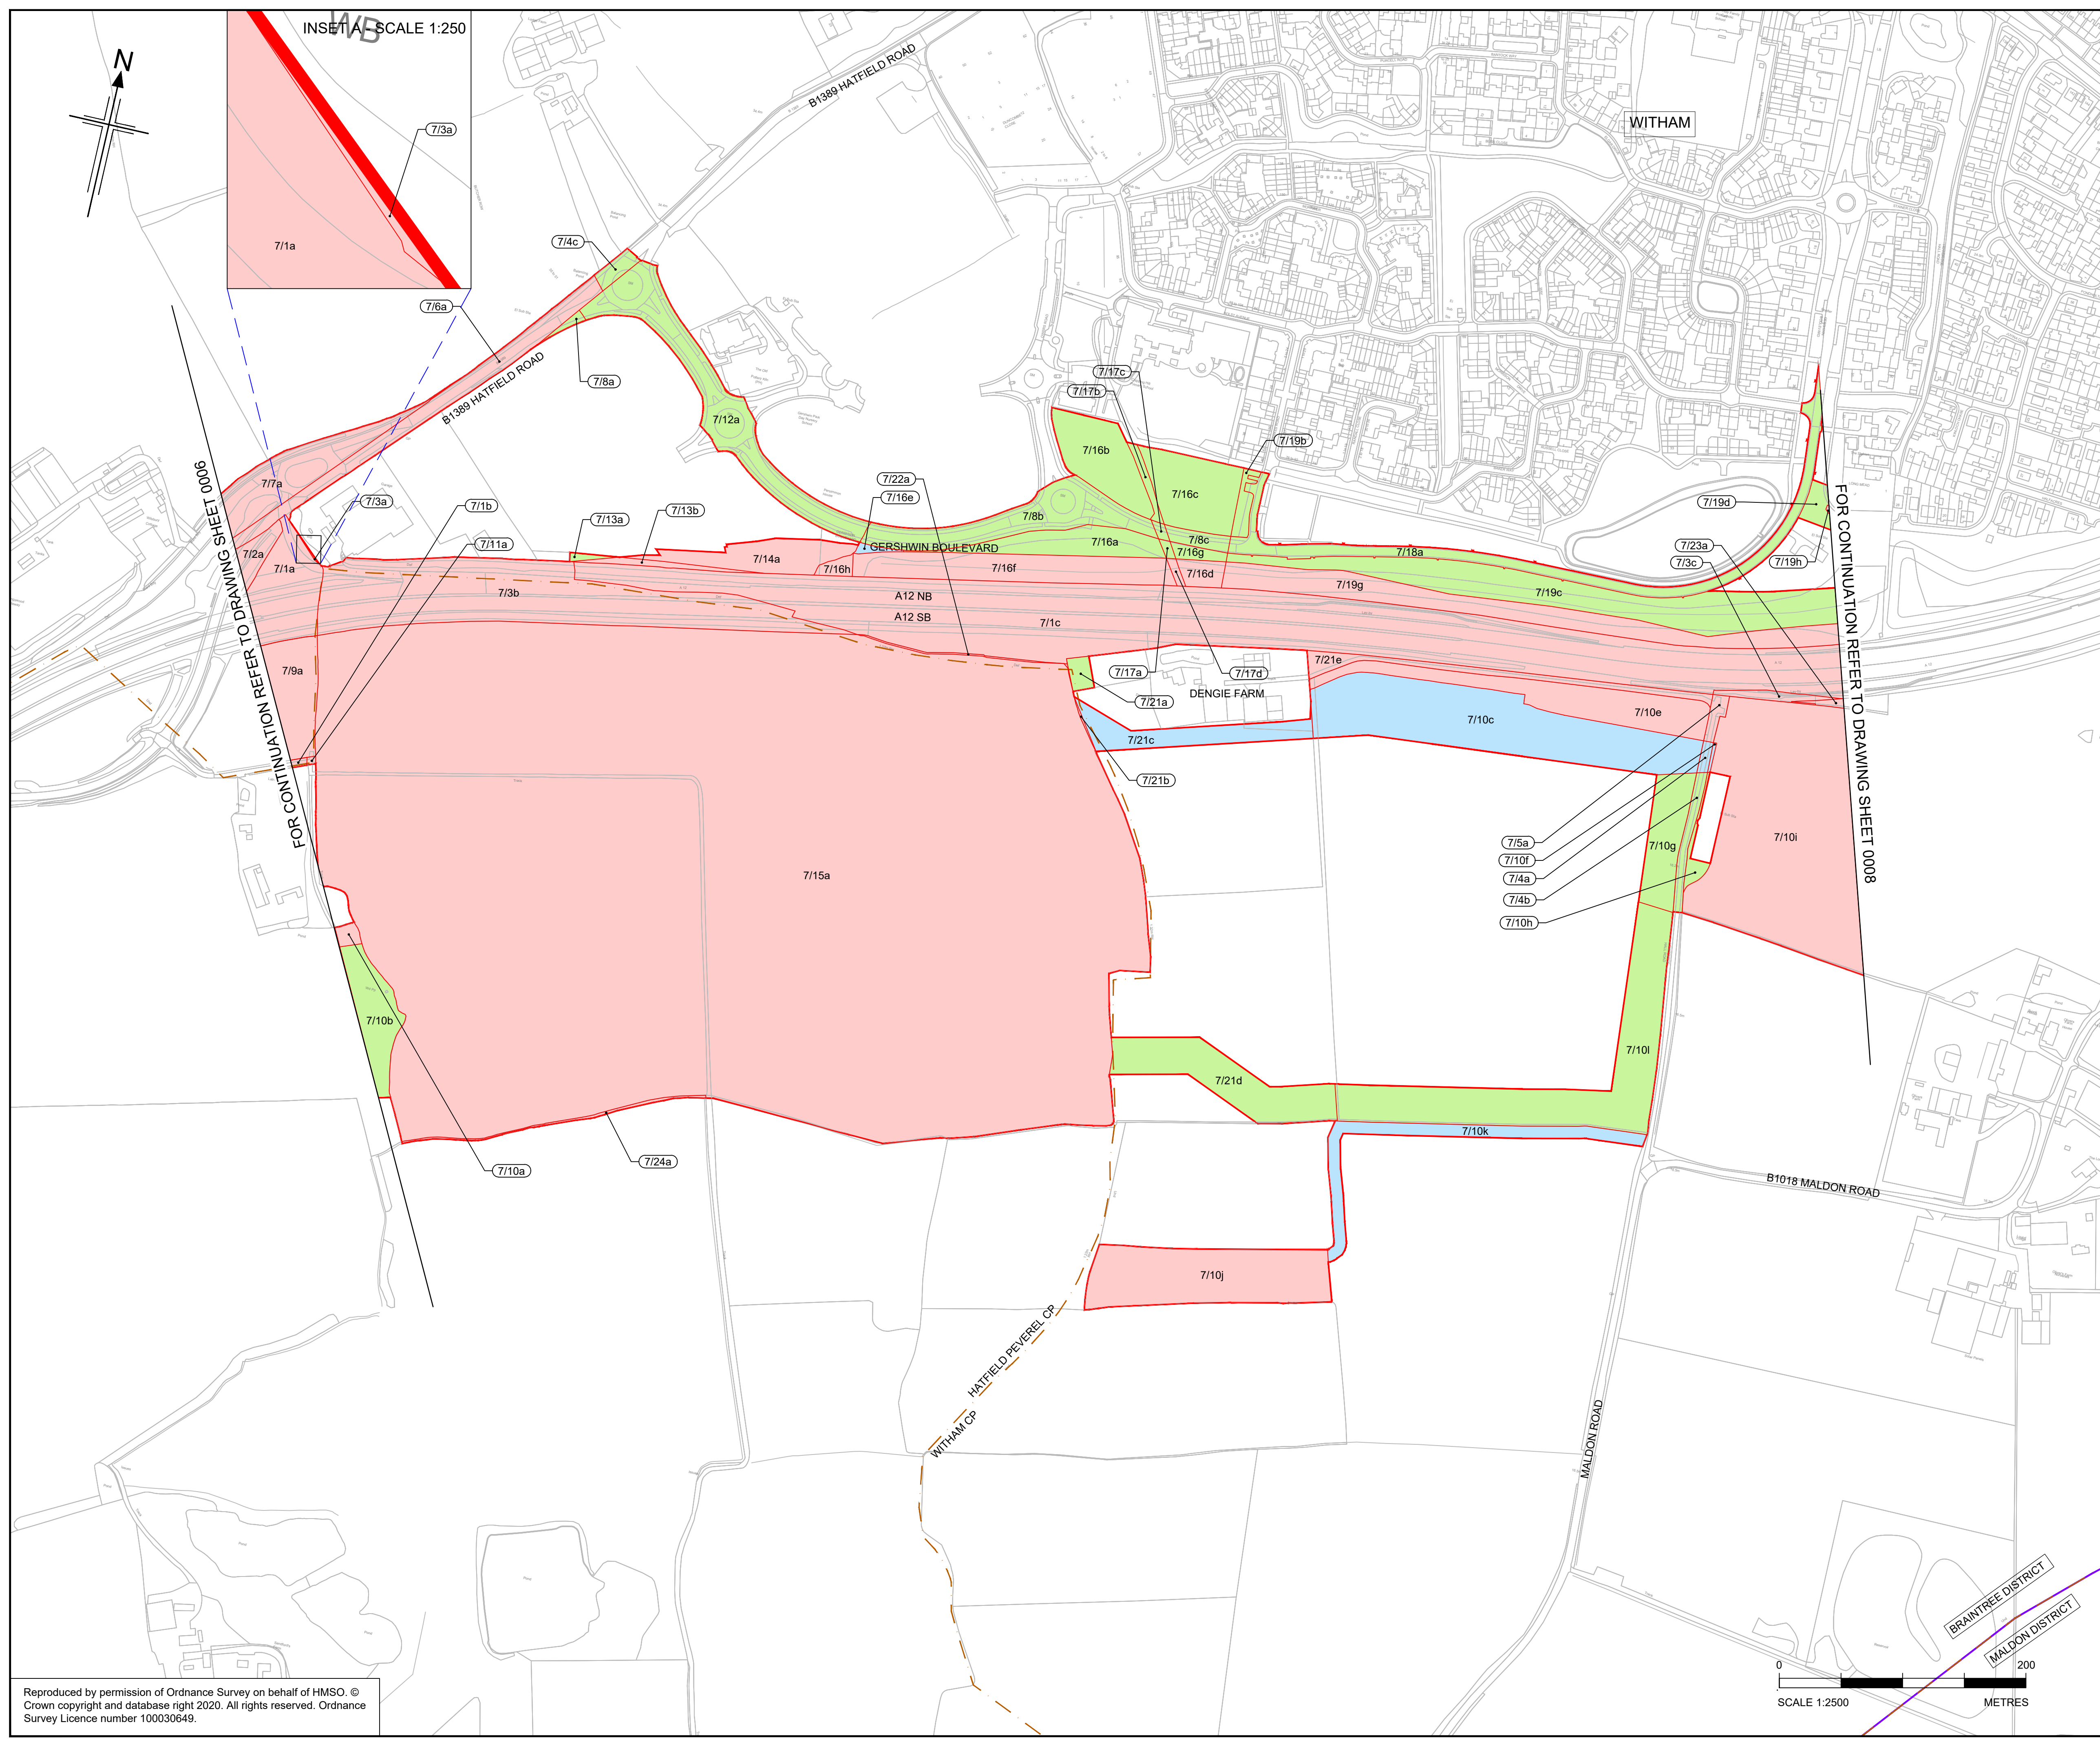 INSET A - SCALE 1:250
WB
N
7/3a
7/1a
B1389 HATFIELD ROAD
WITHAM
7/4c
7/6a
B1389 HATFIELD ROAD
7/8a
7/12a
7/17c
7/17b
7/16b
7/19b
7/16c
7/22a
7/16e
7/7a
7/3a
7/1b
7/11a
7/13a
7/13b
7/8b
7/16a
7/8c
7/16g
7/18a
7/19d
7/23a
7/3c
7/19h
7/2a
7/1a
7/14a
7/16h
GERSHWIN BOULEVARD
7/16f
7/16d
7/19g
7/19c
7/3b
A12 NB
A12 SB
7/1c
7/9a
7/17a
7/17d
7/21e
DENGIE FARM
7/21a
7/21c
7/21b
7/10c
7/10e
7/5a
7/10f
7/4a
7/4b
7/10h
7/10g
7/10i
7/15a
FOR CONTINUATION REFER TO DRAWING SHEET 0006
FOR CONTINUATION REFER TO DRAWING SHEET 0008
7/10b
7/10a
7/24a
7/21d
7/10l
7/10k
7/10j
B1018 MALDON ROAD
HATFIELD PEVEREL CP
WITHAM CP
MALDON ROAD
BRAINTREE DISTRICT
MALDON DISTRICT
0
200
SCALE 1:2500
METRES
Reproduced by permission of Ordnance Survey on behalf of HMSO. ©
Crown copyright and database right 2020. All rights reserved. Ordnance
Survey Licence number 100030649.